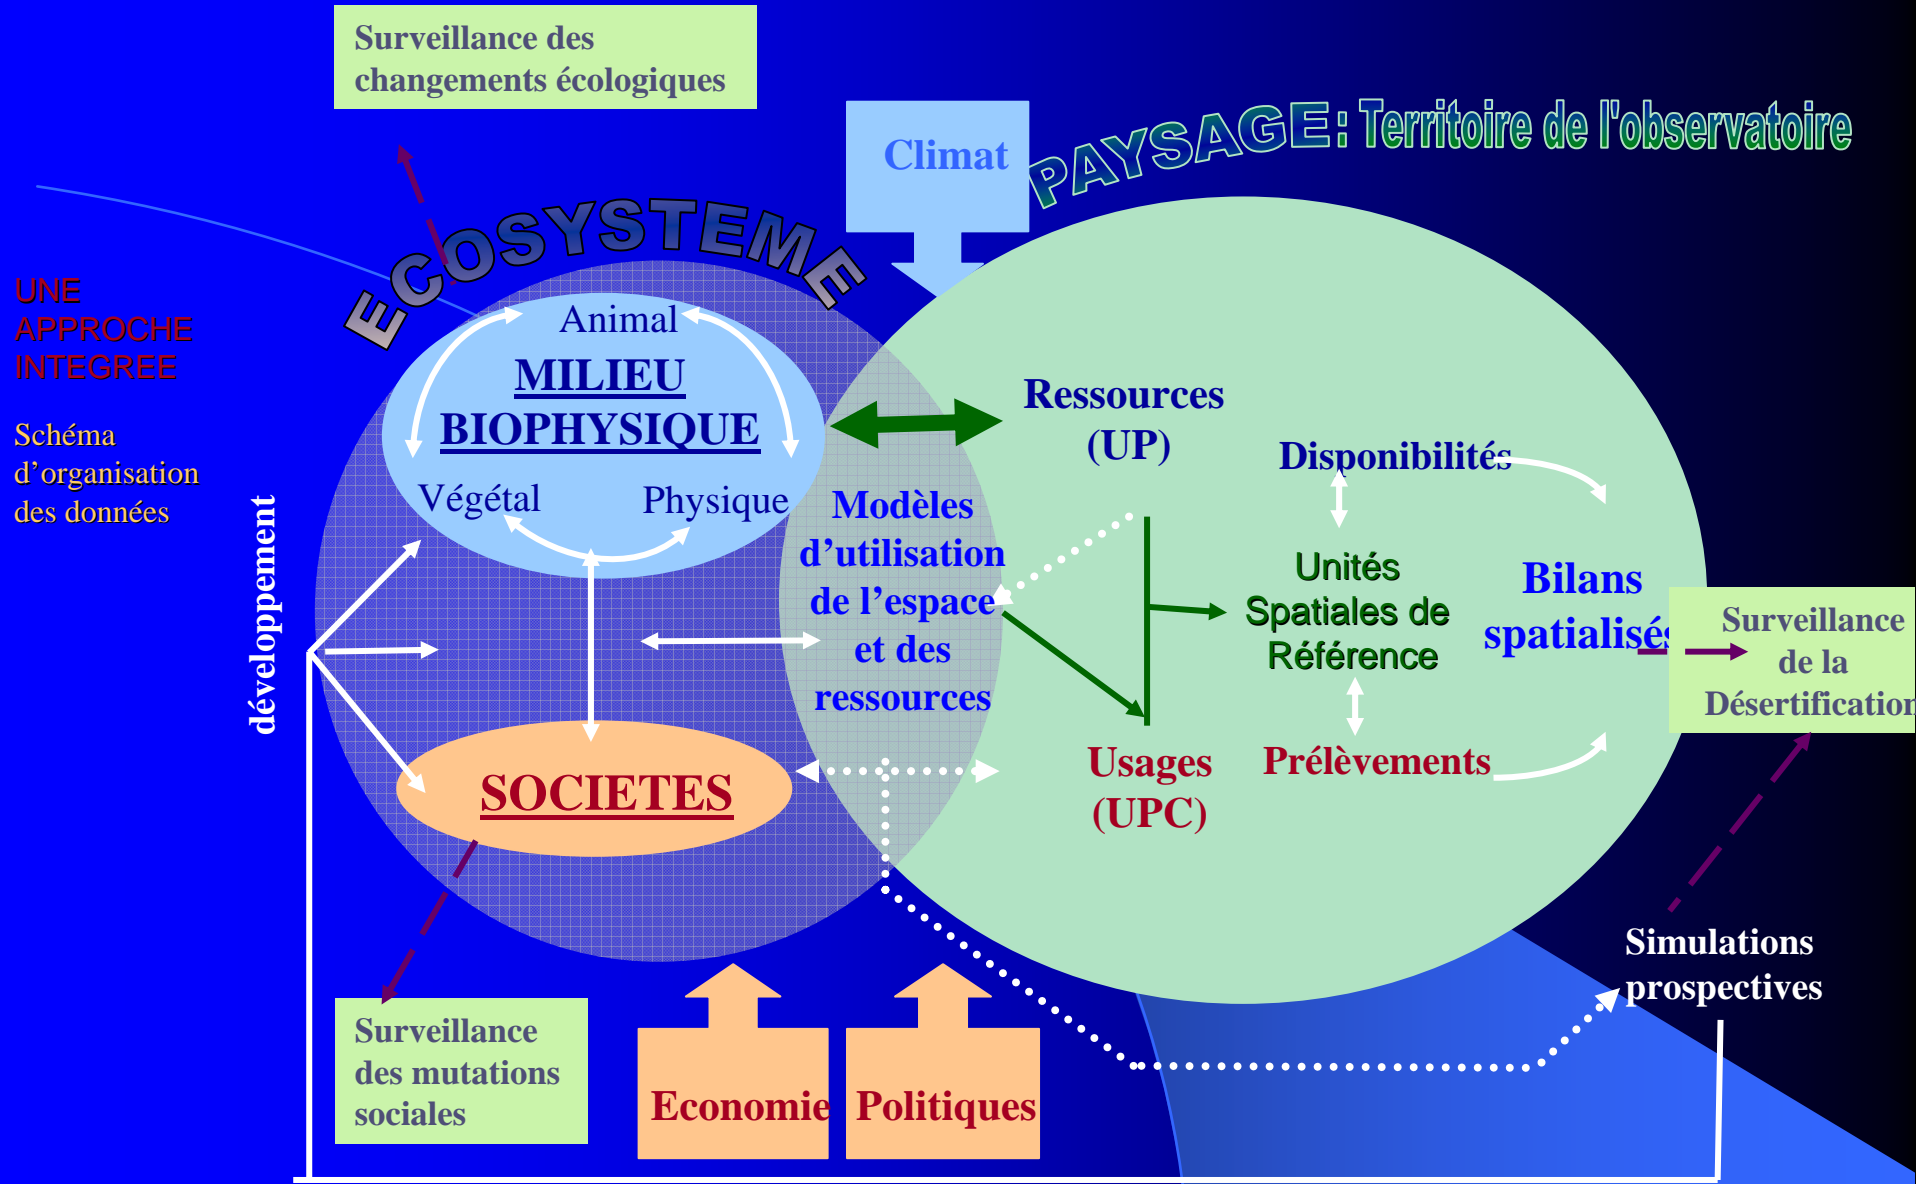 Surveillance des
changements écologiques
Climat
PAYSAGE : Territoire de l'observatoire
ECOSYSTEME
UNE
APPROCHE
INTEGREE
Schéma
d’organisation
des données
développement
Animal
MILIEU
BIOPHYSIQUE
Végétal
Physique
SOCIETES
Modèles
d’utilisation
de l’espace
et des
ressources
Ressources
(UP)
Usages
(UPC)
Disponibilités
Unités
Spatiales de
Référence
Prélèvements
Bilans
spatialisés
Surveillance
de la
Désertification
Simulations
prospectives
Surveillance
des mutations
sociales
Economie
Politiques